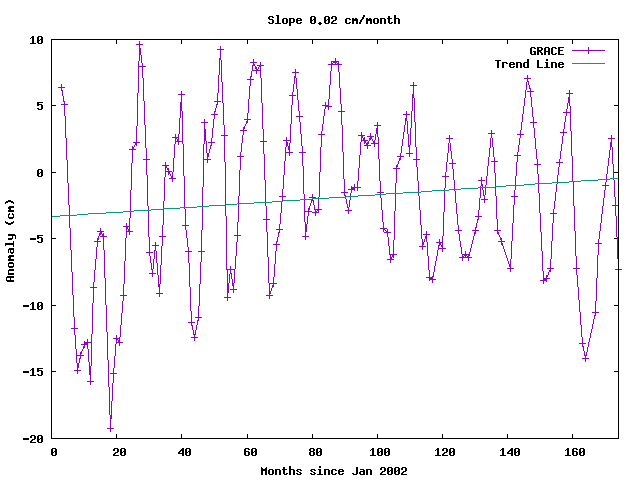 Slope 0.02 cm/month
GRACE
Trend Line
10
5
0
-5
-10
-15
-20
Anomaly (cm)
0 20 40 60 80 100 120 140 160
Months since Jan 2002